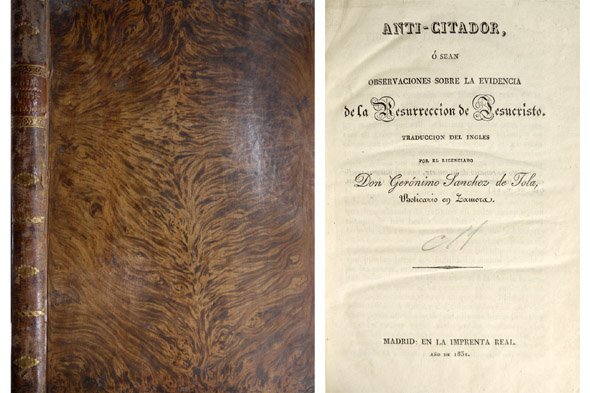 ANTI-CITADOR,
Ó SEAN
OBSERVACIONES SOBRE LA EVIDENCIA
de la Resurreccion de Jesucristo.
TRADUCCION DEL INGLES
POR EL LICENCIADO
Don Gerónimo Sanchez de Tola,
Boticario en Zamora.
MADRID: EN LA IMPRENTA REAL.
AÑO DE 1831.